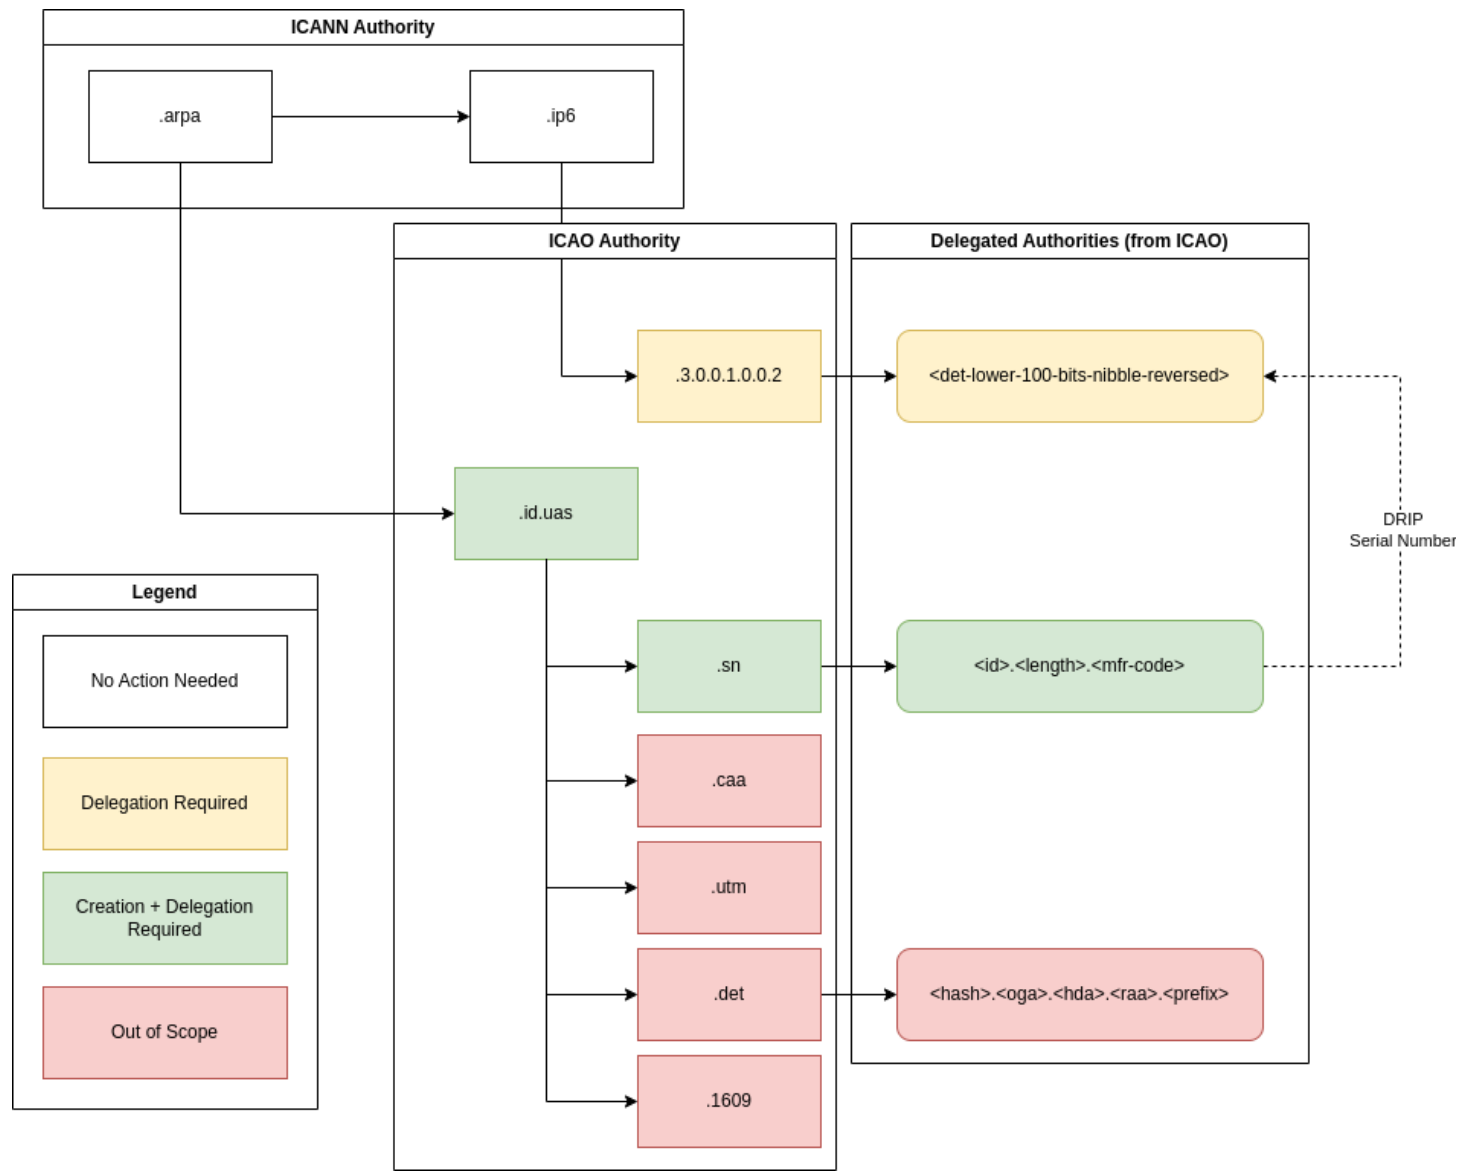 ICANN Authority
.arpa
.ip6
ICAO Authority
Delegated Authorities (from ICAO)
.3.0.0.1.0.0.2
<det-lower-100-bits-nibble-reversed>
.id.uas
DRIP
Serial Number
.sn
<id>.<length>.<mfr-code>
.caa
.utm
.det
<hash>.<oga>.<hda>.<raa>.<prefix>
.1609
Legend
No Action Needed
Delegation Required
Creation + Delegation
Required
Out of Scope